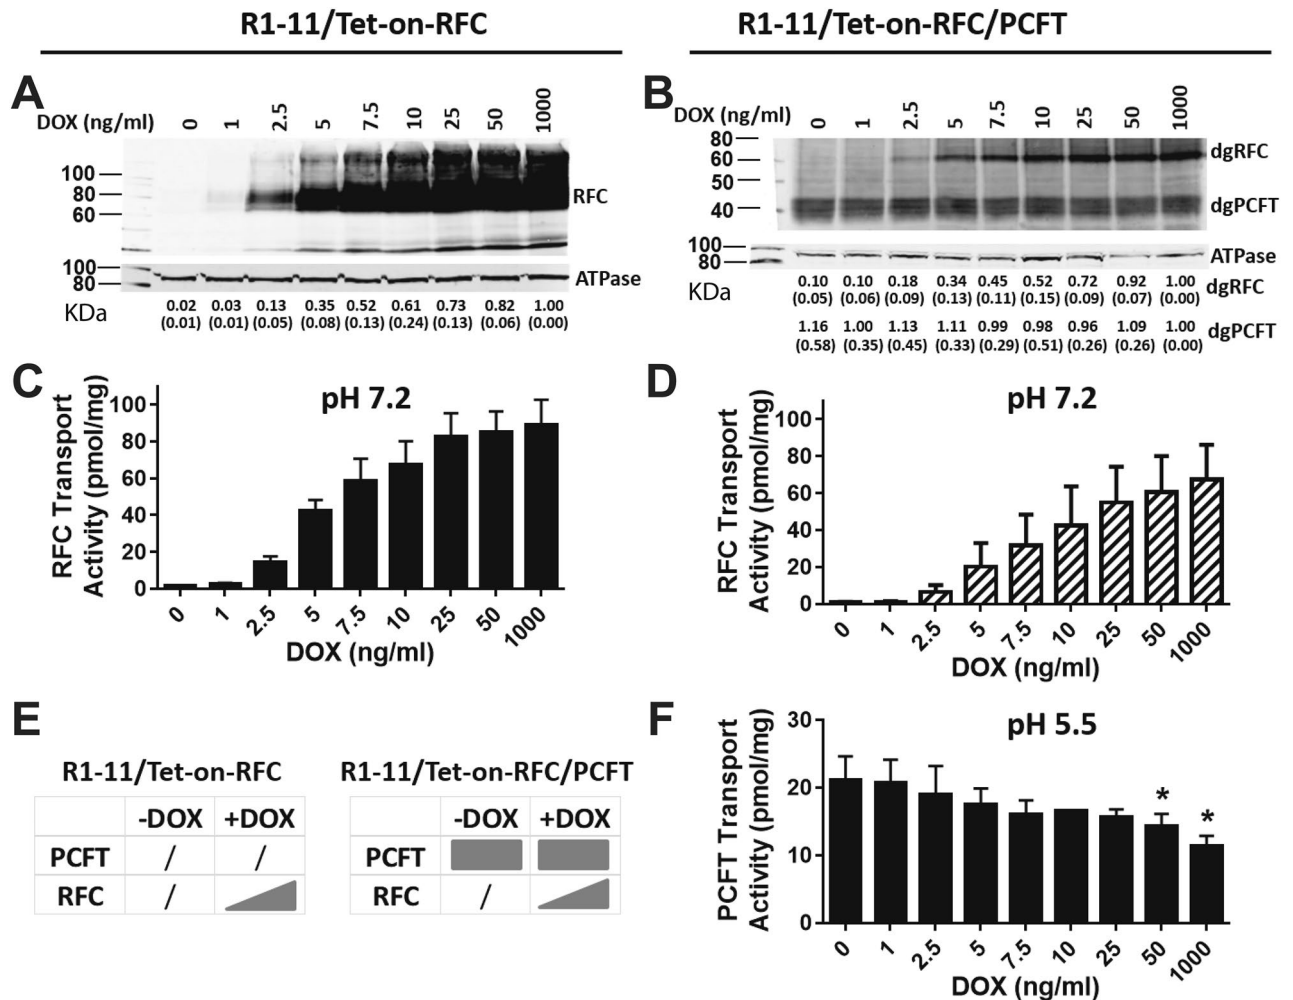 R1-11/Tet-on-RFC
R1-11/Tet-on-RFC/PCFT
A
DOX (ng/ml) 0 1 2.5 5 7.5 10 25 50 1000
100
80
60
RFC
100
80
ATPase
KDa
0.02 0.03 0.13 0.35 0.52 0.61 0.73 0.82 1.00
(0.01) (0.01) (0.05) (0.08) (0.13) (0.24) (0.13) (0.06) (0.00)
B
DOX (ng/ml) 0 1 2.5 5 7.5 10 25 50 1000
80
60
50
40
dgRFC
dgPCFT
100
80
ATPase
KDa
0.10 0.10 0.18 0.34 0.45 0.52 0.72 0.92 1.00 dgRFC
(0.05) (0.06) (0.09) (0.13) (0.11) (0.15) (0.09) (0.07) (0.00)
1.16 1.00 1.13 1.11 0.99 0.98 0.96 1.09 1.00 dgPCFT
(0.58) (0.35) (0.45) (0.33) (0.29) (0.51) (0.26) (0.26) (0.00)
C
pH 7.2
RFC Transport
Activity (pmol/mg)
100
80
60
40
20
0
0 1 2.5 5 7.5 10 25 50 1000
DOX (ng/ml)
D
pH 7.2
RFC Transport
Activity (pmol/mg)
100
80
60
40
20
0
0 1 2.5 5 7.5 10 25 50 1000
DOX (ng/ml)
E
R1-11/Tet-on-RFC
-DOX +DOX
PCFT / /
RFC /
R1-11/Tet-on-RFC/PCFT
-DOX +DOX
PCFT
RFC /
F
pH 5.5
PCFT Transport
Activity (pmol/mg)
30
20
10
0
* *
0 1 2.5 5 7.5 10 25 50 1000
DOX (ng/ml)